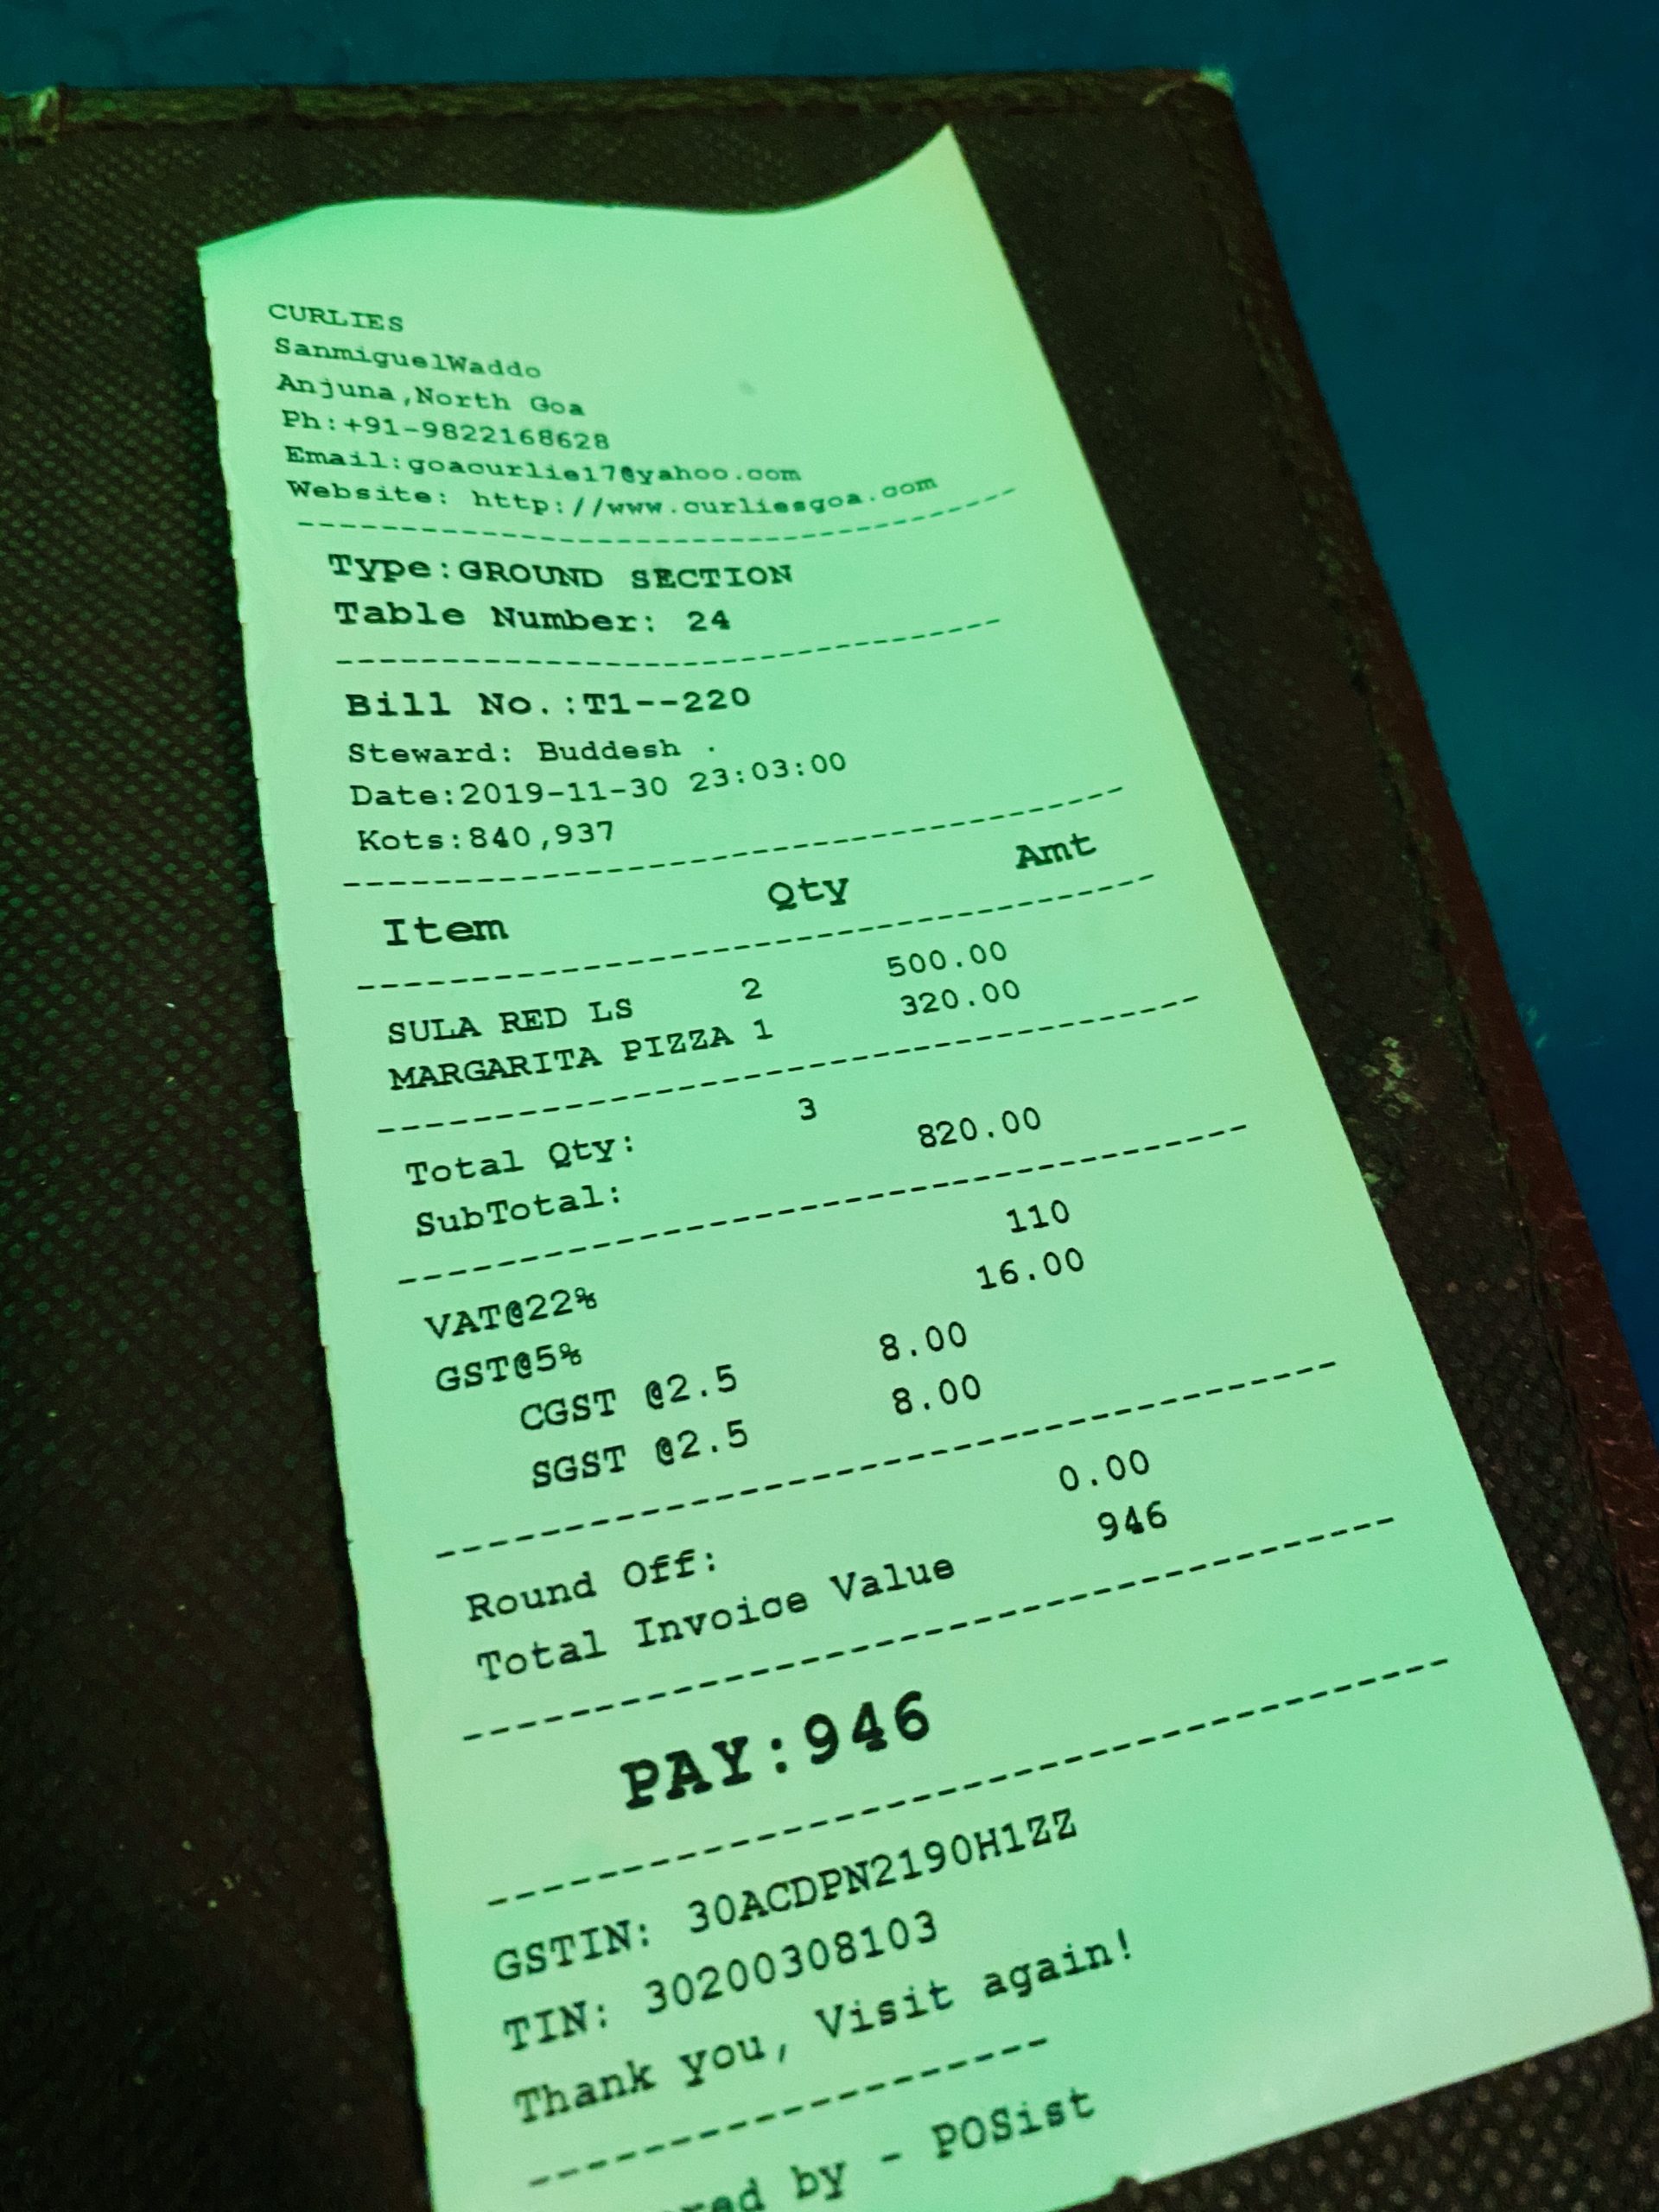 CURLIES
SanmiguelWaddo
Anjuna,North Goa
Ph:+91-9822168628
Email:goacurlie17@yahoo.com
Website: http://www.curliesgoa.com
Type:GROUND SECTION
Table Number: 24
Bill No.:T1--220
Steward: Buddesh .
Date:2019-11-30 23:03:00
Kots:840,937
Item Qty Amt
SULA RED LS 2 500.00
MARGARITA PIZZA 1 320.00
Total Qty: 3
SubTotal: 820.00
VAT@22% 110
GST@5% 16.00
CGST @2.5 8.00
SGST @2.5 8.00
Round Off: 0.00
Total Invoice Value 946
PAY:946
GSTIN: 30ACDPN2190H1ZZ
TIN: 30200308103
Thank you, Visit again!
by - POSist